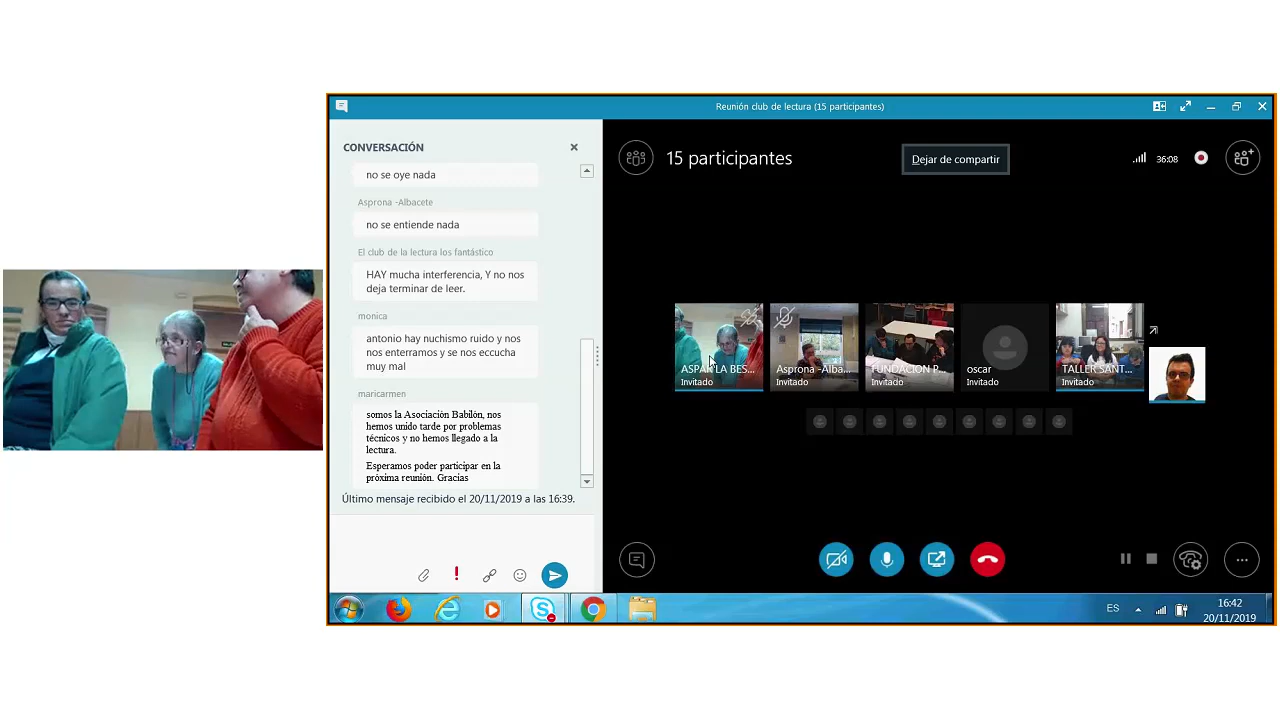 Reunión club de lectura (15 participantes)
CONVERSACIÓN
no se oye nada
Asprona -Albacete
no se entiende nada
El club de la lectura los fantástico
HAY mucha interferencia, Y no nos
deja terminar de leer.
monica
antonio hay nuchismo ruido y nos
nos enterramos y se nos eccucha
muy mal
maricarmen
somos la Asociación Babilón, nos
hemos unido tarde por problemas
técnicos y no hemos llegado a la
lectura.
Esperamos poder participar en la
próxima reunión. Gracias
Último mensaje recibido el 20/11/2019 a las 16:39.
15 participantes
Dejar de compartir
36:08
ASPAR LA BES...
Invitado
Asprona -Alba...
Invitado
FUNDACION P...
Invitado
oscar
Invitado
TALLER SANT...
Invitado
ES
16:42
20/11/2019